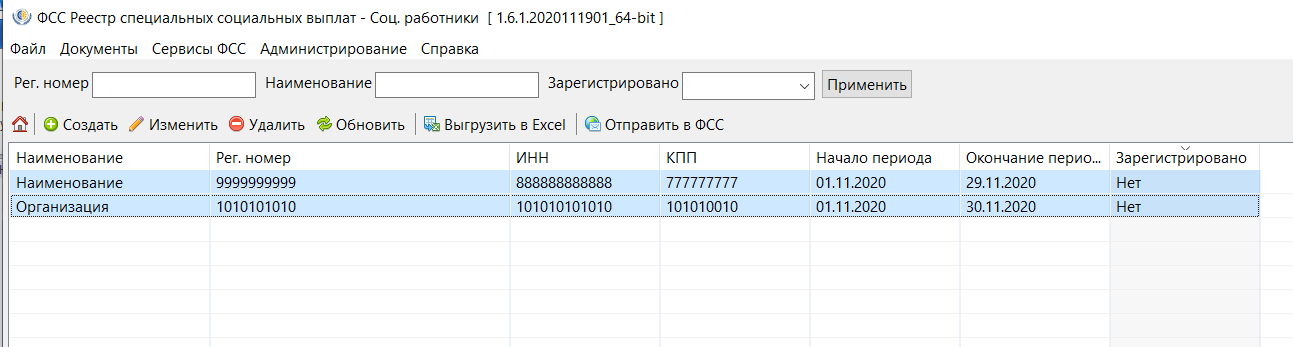 ФСС Реестр специальных социальных выплат - Соц. работники [ 1.6.1.2020111901_64-bit ]
Файл Документы Сервисы ФСС Администрирование Справка
Рег. номер Наименование Зарегистрировано Применить
Создать Изменить Удалить Обновить Выгрузить в Excel Отправить в ФСС
Наименование Рег. номер ИНН КПП Начало периода Окончание перио... Зарегистрировано
Наименование 9999999999 888888888888 777777777 01.11.2020 29.11.2020 Нет
Организация 1010101010 101010101010 101010010 01.11.2020 30.11.2020 Нет